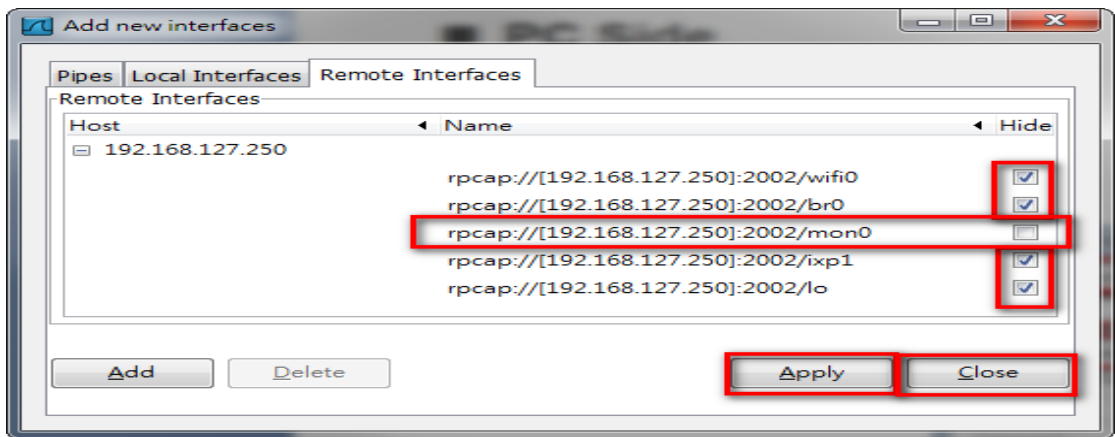 Add new interfaces
PC Side
Pipes Local Interfaces Remote Interfaces
Remote Interfaces
Host Name Hide
192.168.127.250
rpcap://[192.168.127.250]:2002/wifi0
rpcap://[192.168.127.250]:2002/br0
rpcap://[192.168.127.250]:2002/mon0
rpcap://[192.168.127.250]:2002/ixp1
rpcap://[192.168.127.250]:2002/lo
Add Delete Apply Close